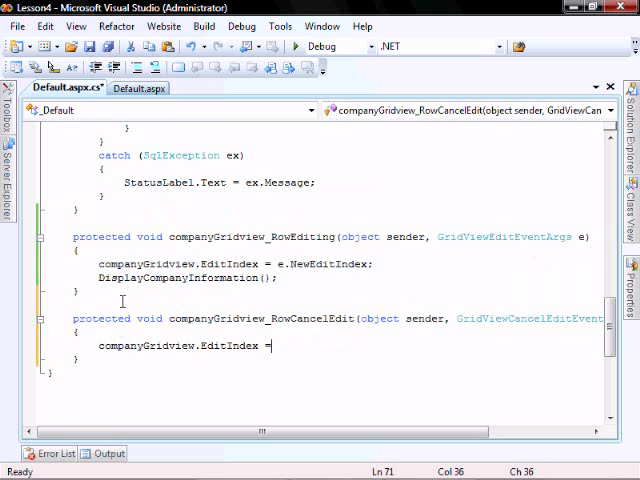 Lesson4 - Microsoft Visual Studio (Administrator)
File Edit View Refactor Website Build Debug Tools Window Help
Debug .NET
Default.aspx.cs* Default.aspx
_Default companyGridview_RowCancelEdit(object sender, GridViewCan
}
}
catch (SqlException ex)
{
StatusLabel.Text = ex.Message;
}
}
protected void companyGridview_RowEditing(object sender, GridViewEditEventArgs e)
{
companyGridview.EditIndex = e.NewEditIndex;
DisplayCompanyInformation();
}
protected void companyGridview_RowCancelEdit(object sender, GridViewCancelEditEvent
{
companyGridview.EditIndex =
}
}
Toolbox
Server Explorer
Solution Explorer
Class View
Properties
Error List Output
Ready Ln 71 Col 36 Ch 36